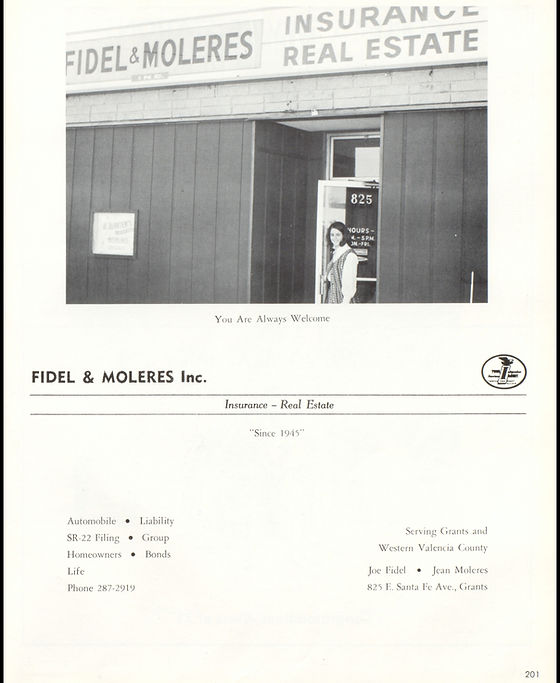 INSURANCE
FIDEL & MOLERES
REAL ESTATE
INC
825
HOURS-
You Are Always Welcome
FIDEL & MOLERES Inc.
Insurance – Real Estate
"Since 1945"
Automobile • Liability
SR-22 Filing • Group
Homeowners • Bonds
Life
Phone 287-2919
Serving Grants and
Western Valencia County
Joe Fidel • Jean Moleres
825 E. Santa Fe Ave., Grants
201